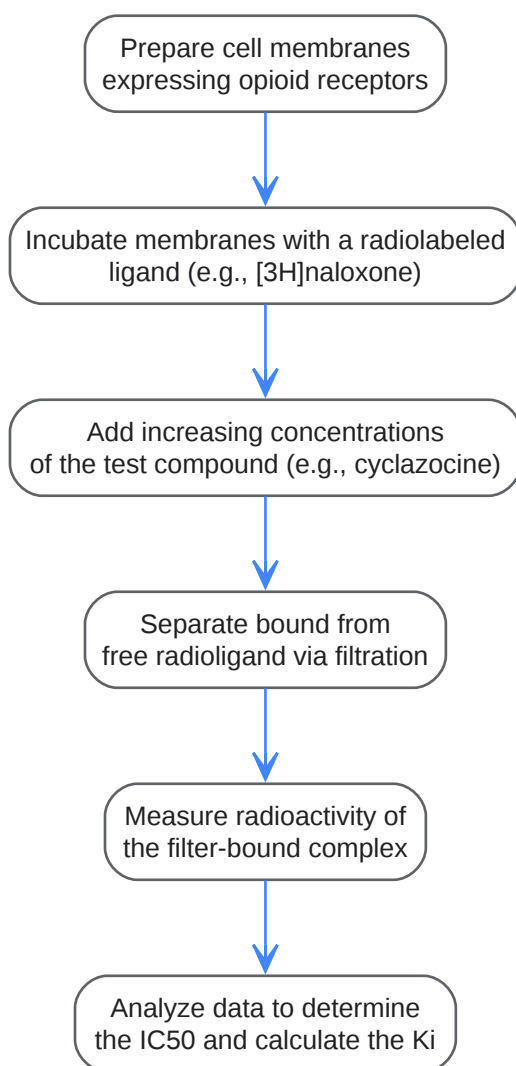 Prepare cell membranes
expressing opioid receptors
Incubate membranes with a radiolabeled
ligand (e.g., [3H]naloxone)
Add increasing concentrations
of the test compound (e.g., cyclazocine)
Separate bound from
free radioligand via filtration
Measure radioactivity of
the filter-bound complex
Analyze data to determine
the IC50 and calculate the Ki